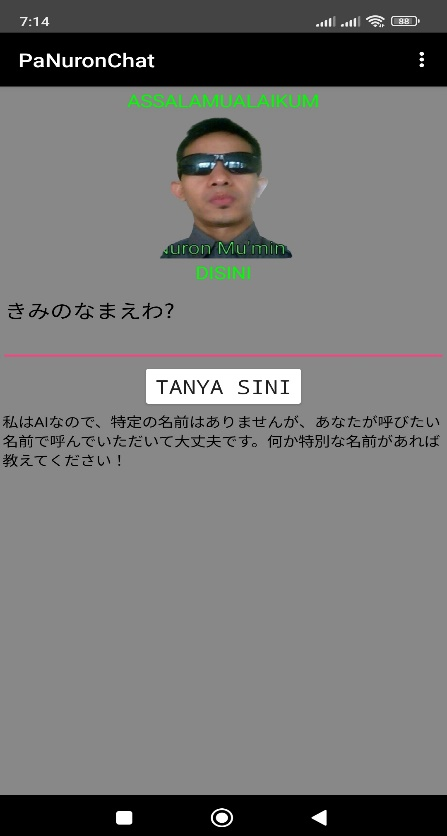 7:14
88
PaNuronChat
ASSALAMUALAIKUM
Nuron Mu'min
DISINI
きみのなまえわ?
TANYA SINI
私はAIなので、特定の名前はありませんが、あなたが呼びたい
名前で呼んでいただいて大丈夫です。何か特別な名前があれば
教えてください！